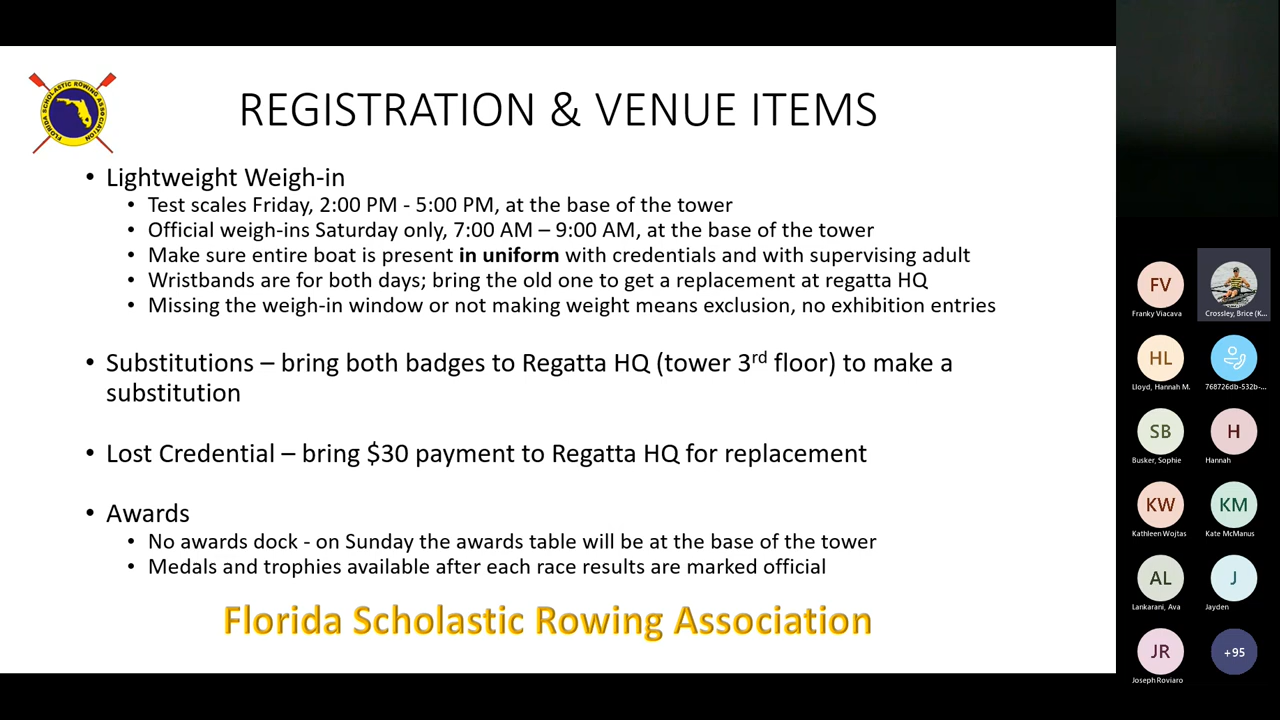 FLORIDA SCHOLASTIC ROWING ASSOCIATION
REGISTRATION & VENUE ITEMS
• Lightweight Weigh-in
• Test scales Friday, 2:00 PM - 5:00 PM, at the base of the tower
• Official weigh-ins Saturday only, 7:00 AM – 9:00 AM, at the base of the tower
• Make sure entire boat is present in uniform with credentials and with supervising adult
• Wristbands are for both days; bring the old one to get a replacement at regatta HQ
• Missing the weigh-in window or not making weight means exclusion, no exhibition entries
• Substitutions – bring both badges to Regatta HQ (tower 3rd floor) to make a
substitution
• Lost Credential – bring $30 payment to Regatta HQ for replacement
• Awards
• No awards dock - on Sunday the awards table will be at the base of the tower
• Medals and trophies available after each race results are marked official
Florida Scholastic Rowing Association
FV
Franky Viacava
Crossley, Brice (K...
HL
Lloyd, Hannah M.
768726db-532b-...
SB
Busker, Sophie
H
Hannah
KW
Kathleen Wojtas
KM
Kate McManus
AL
Lankarani, Ava
J
Jayden
JR
Joseph Roviaro
+95